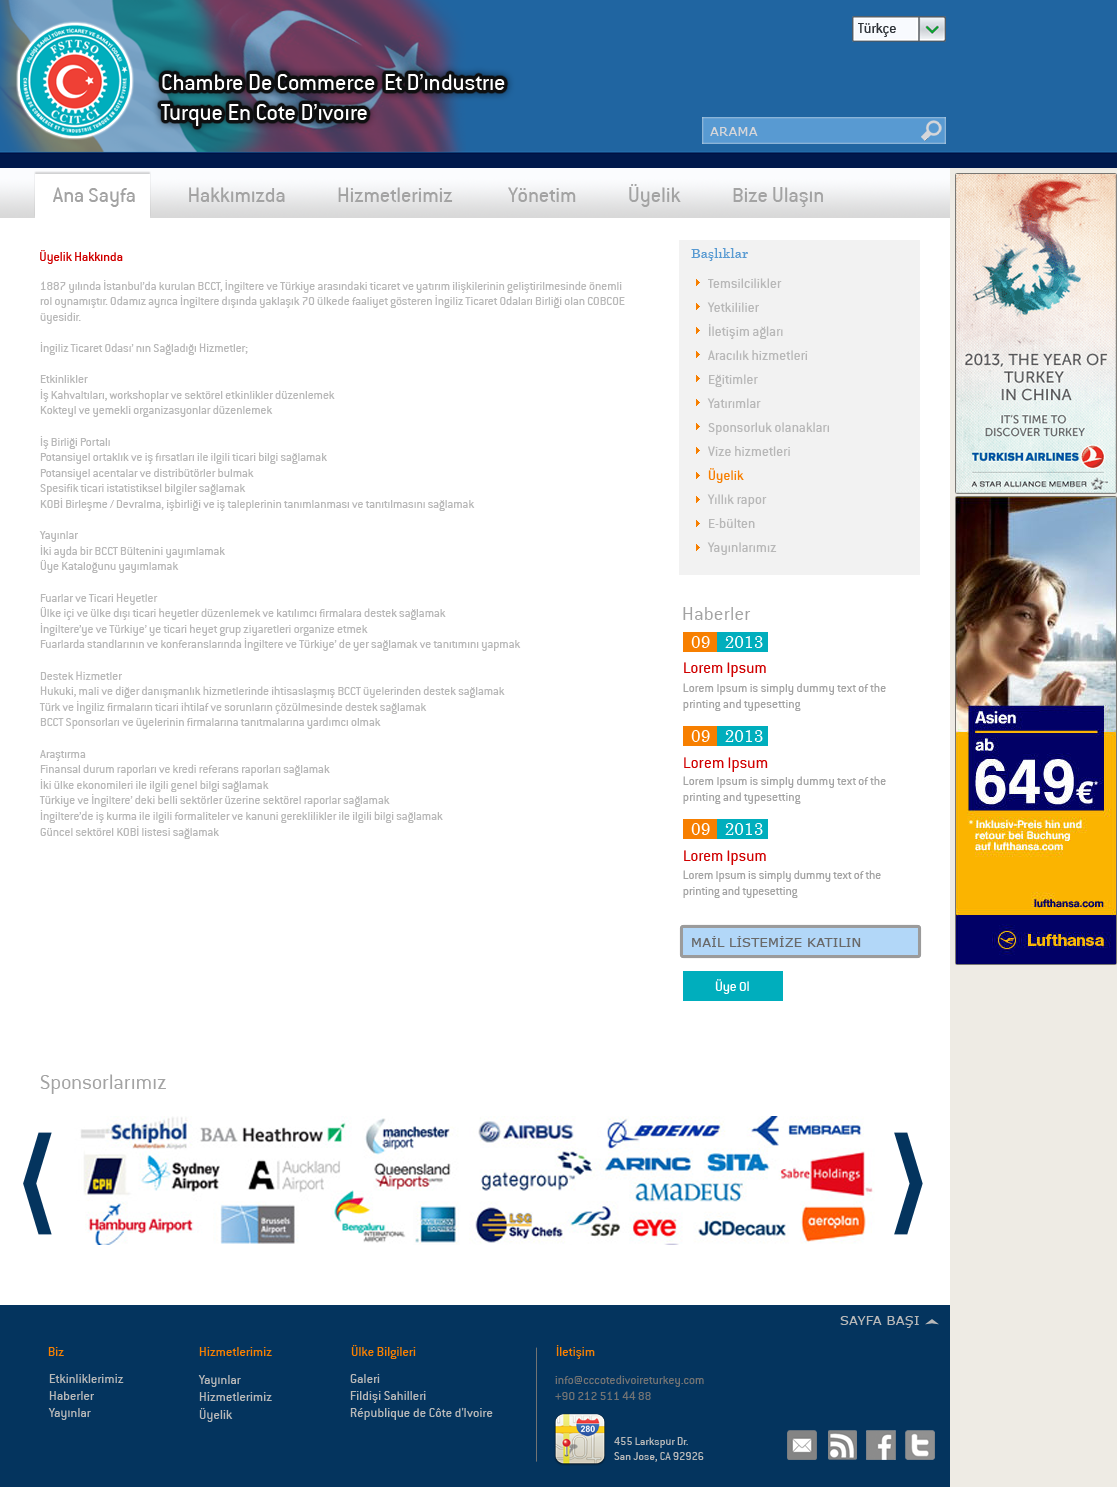 FSTTSO
CCIT-CI
Chambre De Commerce Et D'ındustrıe
Turque En Cote D'ıvoıre
Türkçe
ARAMA
Ana Sayfa
Hakkımızda
Hizmetlerimiz
Yönetim
Üyelik
Bize Ulaşın
Üyelik Hakkında
1887 yılında İstanbul'da kurulan BCCT, İngiltere ve Türkiye arasındaki ticaret ve yatırım ilişkilerinin geliştirilmesinde önemli
rol oynamıştır. Odamız ayrıca İngiltere dışında yaklaşık 70 ülkede faaliyet gösteren İngiliz Ticaret Odaları Birliği olan COBCOE
üyesidir.
İngiliz Ticaret Odası' nın Sağladığı Hizmetler;
Etkinlikler
İş Kahvaltıları, workshoplar ve sektörel etkinlikler düzenlemek
Kokteyl ve yemekli organizasyonlar düzenlemek
İş Birliği Portalı
Potansiyel ortaklık ve iş fırsatları ile ilgili ticari bilgi sağlamak
Potansiyel acentalar ve distribütörler bulmak
Spesifik ticari istatistiksel bilgiler sağlamak
KOBİ Birleşme / Devralma, işbirliği ve iş taleplerinin tanımlanması ve tanıtılmasını sağlamak
Yayınlar
İki ayda bir BCCT Bültenini yayımlamak
Üye Kataloğunu yayımlamak
Fuarlar ve Ticari Heyetler
Ülke içi ve ülke dışı ticari heyetler düzenlemek ve katılımcı firmalara destek sağlamak
İngiltere'ye ve Türkiye' ye ticari heyet grup ziyaretleri organize etmek
Fuarlarda standlarının ve konferanslarında İngiltere ve Türkiye' de yer sağlamak ve tanıtımını yapmak
Destek Hizmetler
Hukuki, mali ve diğer danışmanlık hizmetlerinde ihtisaslaşmış BCCT üyelerinden destek sağlamak
Türk ve İngiliz firmaların ticari ihtilaf ve sorunların çözülmesinde destek sağlamak
BCCT Sponsorları ve üyelerinin firmalarına tanıtmalarına yardımcı olmak
Araştırma
Finansal durum raporları ve kredi referans raporları sağlamak
İki ülke ekonomileri ile ilgili genel bilgi sağlamak
Türkiye ve İngiltere' deki belli sektörler üzerine sektörel raporlar sağlamak
İngiltere'de iş kurma ile ilgili formaliteler ve kanuni gereklilikler ile ilgili bilgi sağlamak
Güncel sektörel KOBİ listesi sağlamak
Başlıklar
Temsilcilikler
Yetkililier
İletişim ağları
Aracılık hizmetleri
Eğitimler
Yatırımlar
Sponsorluk olanakları
Vize hizmetleri
Üyelik
Yıllık rapor
E-bülten
Yayınlarımız
Haberler
09 2013
Lorem Ipsum
Lorem Ipsum is simply dummy text of the
printing and typesetting
09 2013
Lorem Ipsum
Lorem Ipsum is simply dummy text of the
printing and typesetting
09 2013
Lorem Ipsum
Lorem Ipsum is simply dummy text of the
printing and typesetting
MAİL LİSTEMİZE KATILIN
Üye Ol
2013, THE YEAR OF
TURKEY
IN CHINA
IT'S TIME TO
DISCOVER TURKEY
TURKISH AIRLINES
A STAR ALLIANCE MEMBER
Asien
ab
649€*
* Inklusiv-Preis hin und
retour bei Buchung
auf lufthansa.com
lufthansa.com
Lufthansa
Sponsorlarımız
Schiphol
Amsterdam Airport
BAA Heathrow
manchester
airport
AIRBUS
BOEING
EMBRAER
CPH
Sydney
Airport
Auckland
Airport
Queensland
Airports LIMITED
gategroup
ARINC
SITA
amadeus
Sabre Holdings
Hamburg Airport
Brussels
Airport
Bengaluru
INTERNATIONAL
AIRPORT
AMERICAN
EXPRESS
LSG
Sky Chefs
SSP
eye
JCDecaux
aeroplan
SAYFA BAŞI
Biz
Etkinliklerimiz
Haberler
Yayınlar
Hizmetlerimiz
Yayınlar
Hizmetlerimiz
Üyelik
Ülke Bilgileri
Galeri
Fildişi Sahilleri
République de Côte d'Ivoire
İletişim
info@cccotedivoireturkey.com
+90 212 511 44 88
280
455 Larkspur Dr.
San Jose, CA 92926